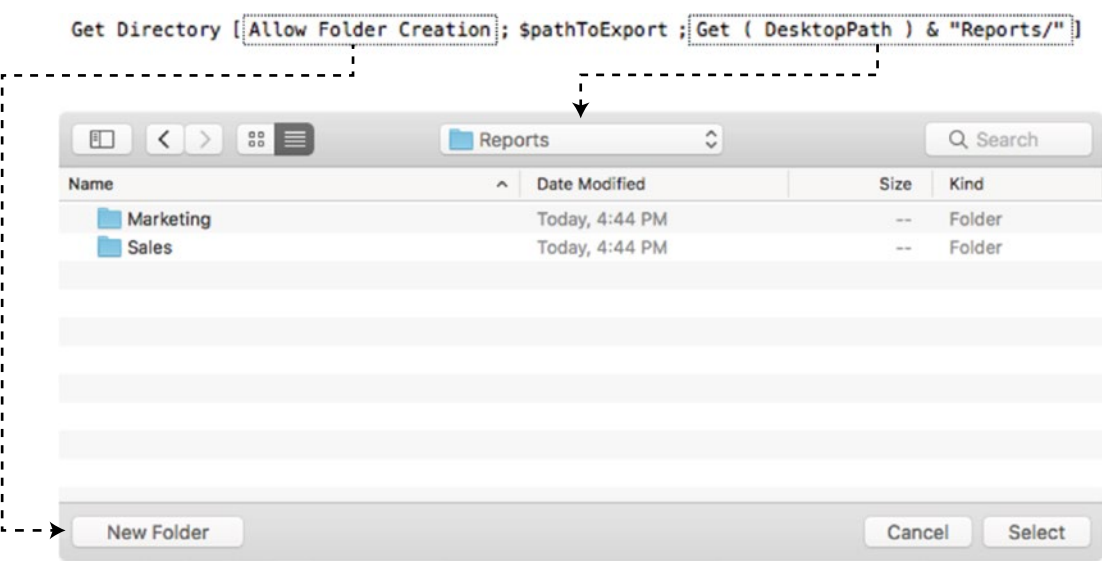 Get Directory [ Allow Folder Creation ; $pathToExport ; Get ( DesktopPath ) & "Reports/" ]
Reports
Search
Name Date Modified Size Kind
Marketing Today, 4:44 PM -- Folder
Sales Today, 4:44 PM -- Folder
New Folder Cancel Select